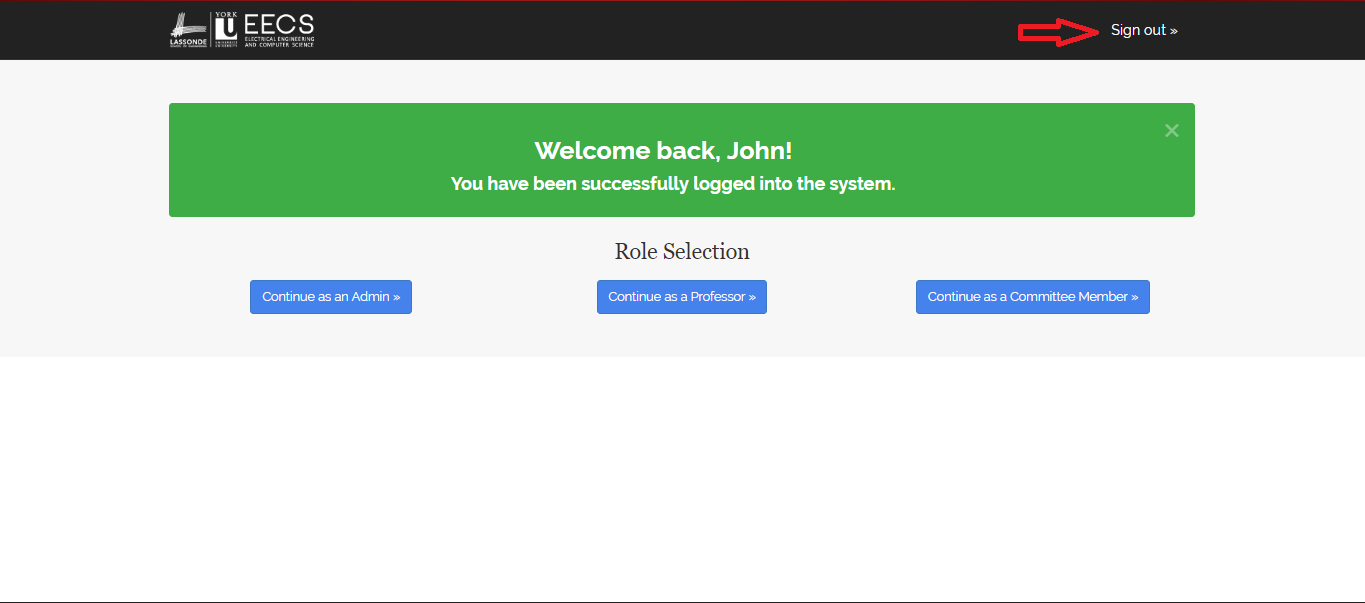 YORK
U
UNIVERSITY
LASSONDE
EECS
ELECTRICAL ENGINEERING
AND COMPUTER SCIENCE
Sign out »
×
Welcome back, John!
You have been successfully logged into the system.
Role Selection
Continue as an Admin »
Continue as a Professor »
Continue as a Committee Member »